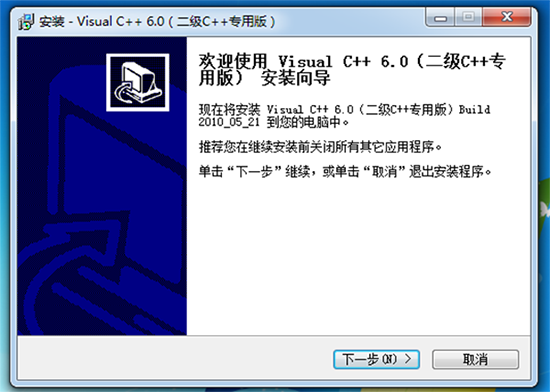 安装 - Visual C++ 6.0（二级C++专用版）
欢迎使用 Visual C++ 6.0（二级C++专
用版） 安装向导
现在将安装 Visual C++ 6.0（二级C++专用版）Build
2010_05_21 到您的电脑中。
推荐您在继续安装前关闭所有其它应用程序。
单击“下一步”继续，或单击“取消”退出安装程序。
下一步(N) >
取消